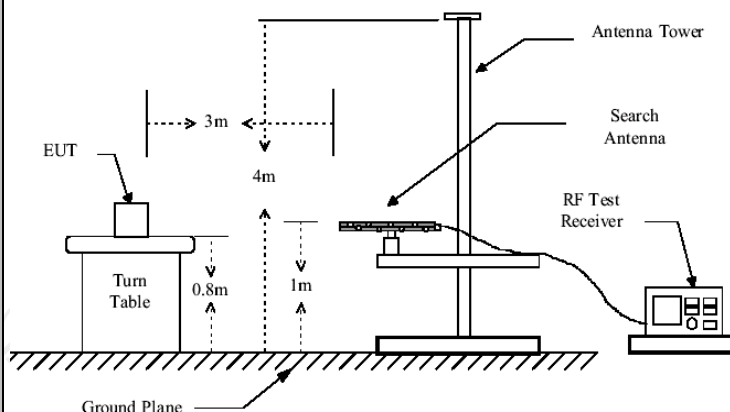 Antenna Tower
3m
Search
Antenna
EUT
4m
RF Test
Receiver
Turn
Table
0.8m
1m
Ground Plane